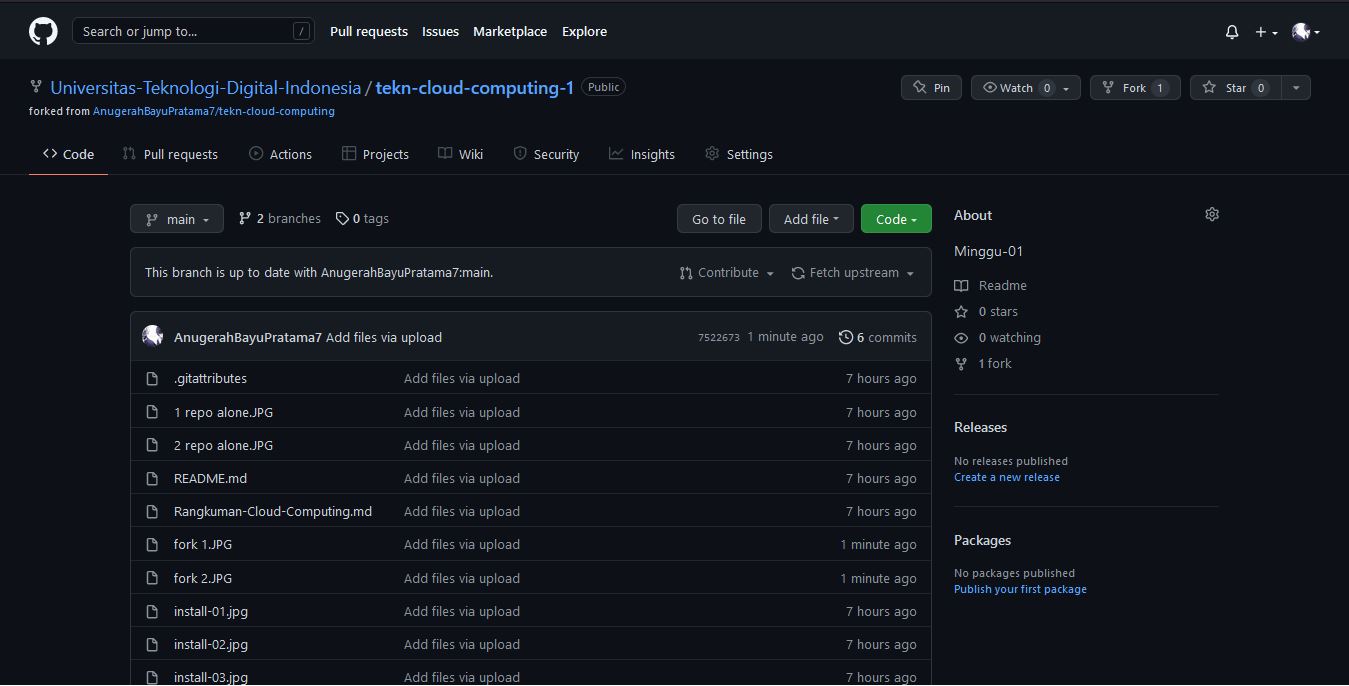 Search or jump to... / Pull requests Issues Marketplace Explore
Universitas-Teknologi-Digital-Indonesia / tekn-cloud-computing-1 Public Pin Watch 0 Fork 1 Star 0
forked from AnugerahBayuPratama7/tekn-cloud-computing
Code Pull requests Actions Projects Wiki Security Insights Settings
main 2 branches 0 tags Go to file Add file Code
This branch is up to date with AnugerahBayuPratama7:main. Contribute Fetch upstream
AnugerahBayuPratama7 Add files via upload 7522673 1 minute ago 6 commits
.gitattributes Add files via upload 7 hours ago
1 repo alone.JPG Add files via upload 7 hours ago
2 repo alone.JPG Add files via upload 7 hours ago
README.md Add files via upload 7 hours ago
Rangkuman-Cloud-Computing.md Add files via upload 7 hours ago
fork 1.JPG Add files via upload 1 minute ago
fork 2.JPG Add files via upload 1 minute ago
install-01.jpg Add files via upload 7 hours ago
install-02.jpg Add files via upload 7 hours ago
install-03.jpg Add files via upload 7 hours ago
About
Minggu-01
Readme
0 stars
0 watching
1 fork
Releases
No releases published
Create a new release
Packages
No packages published
Publish your first package